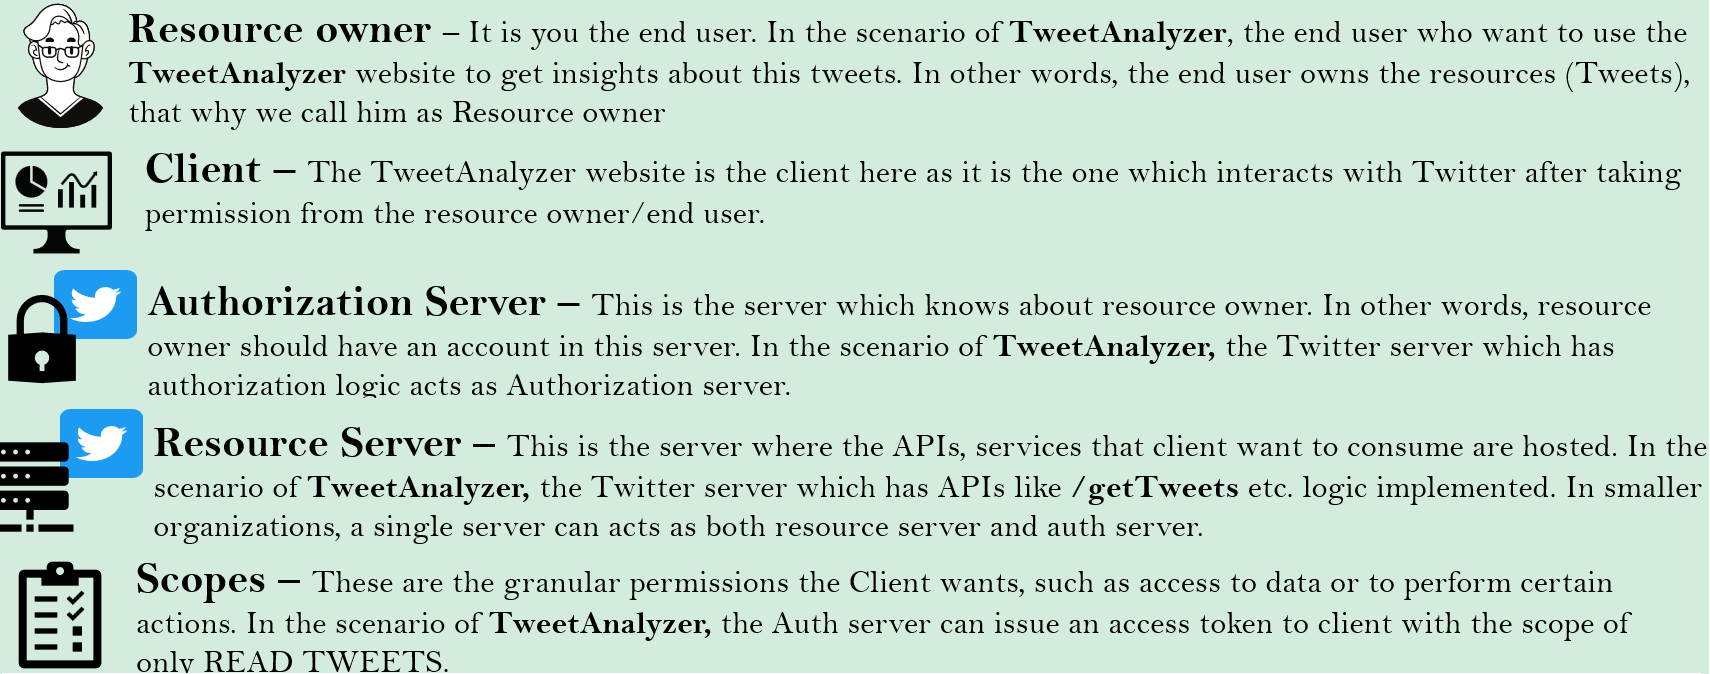 Resource owner – It is you the end user. In the scenario of TweetAnalyzer, the end user who want to use the
TweetAnalyzer website to get insights about this tweets. In other words, the end user owns the resources (Tweets),
that why we call him as Resource owner
Client – The TweetAnalyzer website is the client here as it is the one which interacts with Twitter after taking
permission from the resource owner/end user.
Authorization Server – This is the server which knows about resource owner. In other words, resource
owner should have an account in this server. In the scenario of TweetAnalyzer, the Twitter server which has
authorization logic acts as Authorization server.
Resource Server – This is the server where the APIs, services that client want to consume are hosted. In the
scenario of TweetAnalyzer, the Twitter server which has APIs like /getTweets etc. logic implemented. In smaller
organizations, a single server can acts as both resource server and auth server.
Scopes – These are the granular permissions the Client wants, such as access to data or to perform certain
actions. In the scenario of TweetAnalyzer, the Auth server can issue an access token to client with the scope of
only READ TWEETS.